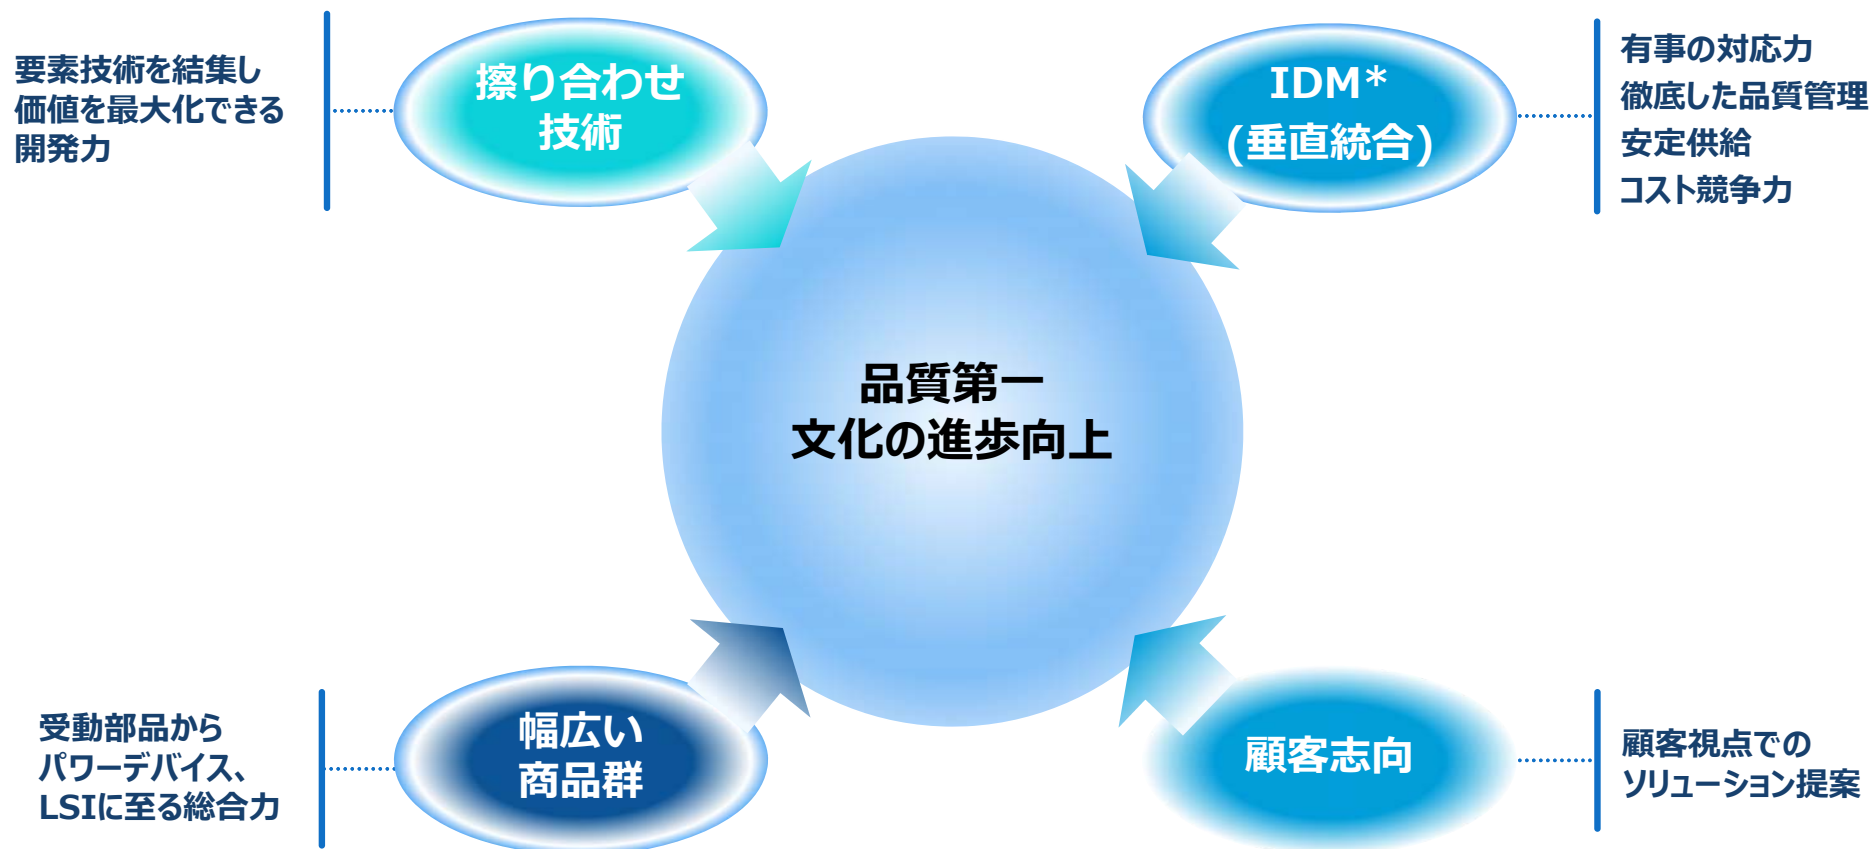 要素技術を結集し
価値を最大化できる
開発力
擦り合わせ
技術
IDM*
(垂直統合)
有事の対応力
徹底した品質管理
安定供給
コスト競争力
品質第一
文化の進歩向上
受動部品から
パワーデバイス、
LSIに至る総合力
幅広い
商品群
顧客志向
顧客視点での
ソリューション提案